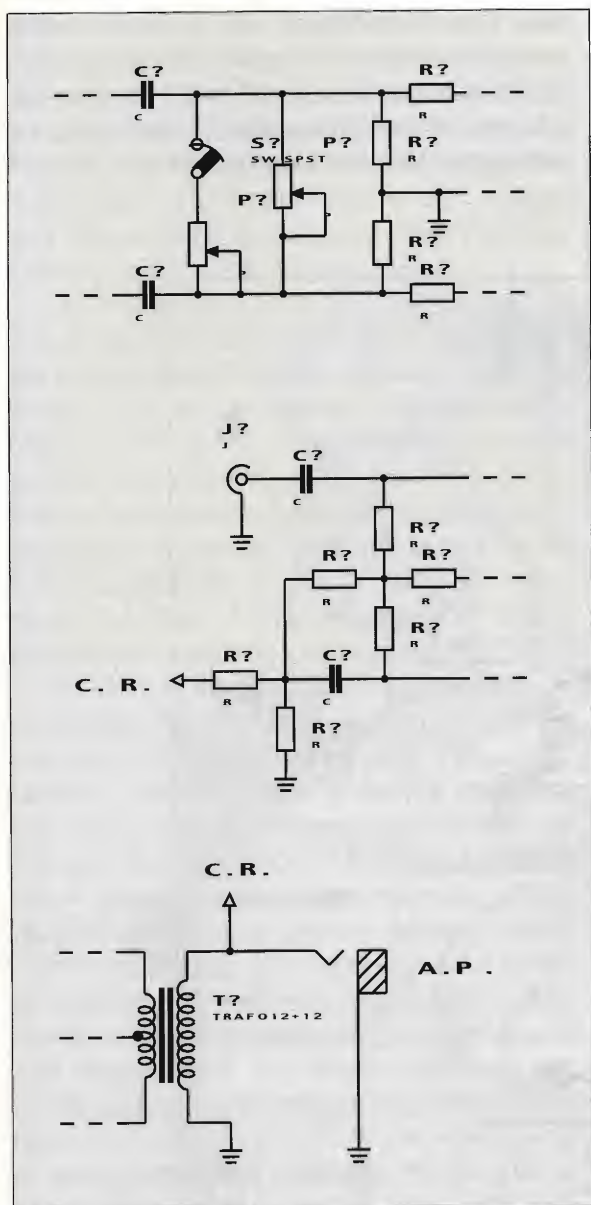 C? R?
C R
S? P? R?
SW SPST R
P?
R?
R
C? R?
C R
J?
J
C?
C
R?
R
R? R?
R R
R?
R
R? C?
C. R.
R C
R?
R
C.R.
A.P.
T?
TRAFO12+12